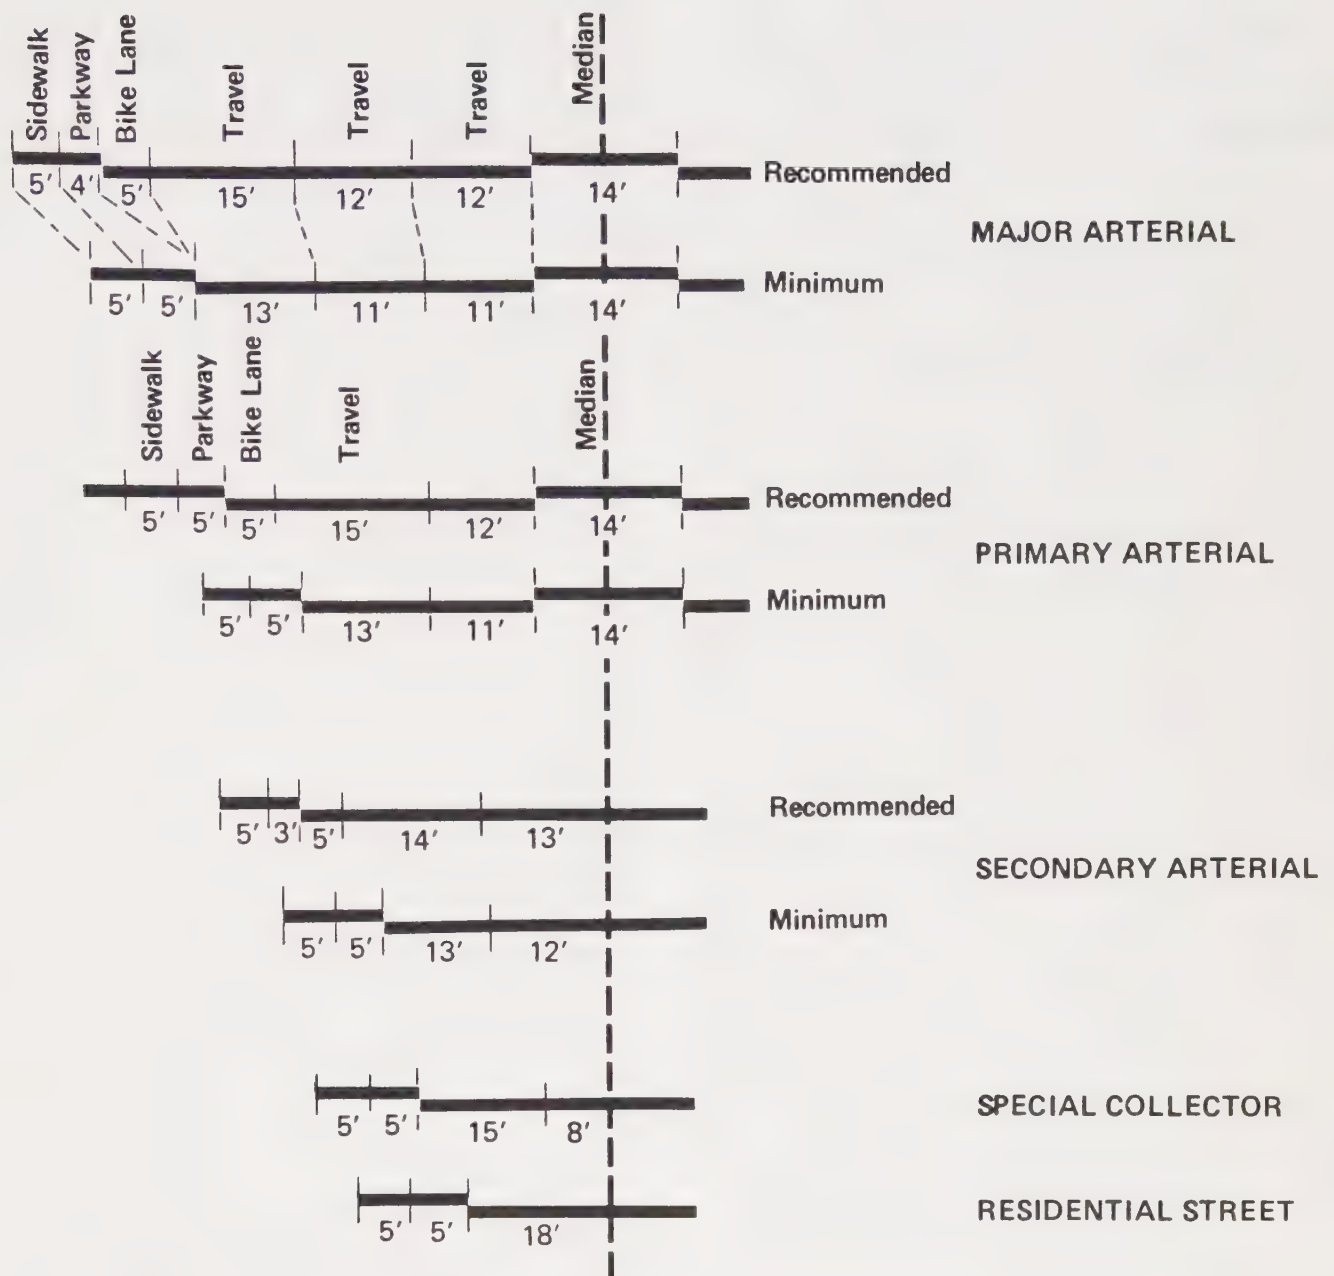 Sidewalk Parkway Bike Lane Travel Travel Travel Median
Recommended
5' 4' 5' 15' 12' 12' 14'
MAJOR ARTERIAL
Minimum
5' 5' 13' 11' 11' 14'
Sidewalk Parkway Bike Lane Travel Median
Recommended
5' 5' 5' 15' 12' 14'
PRIMARY ARTERIAL
Minimum
5' 5' 13' 11' 14'
Recommended
5' 3' 5' 14' 13'
SECONDARY ARTERIAL
Minimum
5' 5' 13' 12'
SPECIAL COLLECTOR
5' 5' 15' 8'
RESIDENTIAL STREET
5' 5' 18'